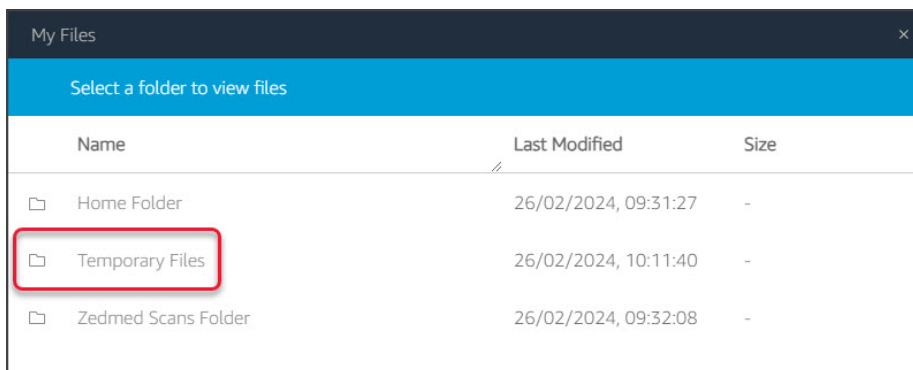 My Files ×
Select a folder to view files
Name Last Modified Size
Home Folder 26/02/2024, 09:31:27 -
Temporary Files 26/02/2024, 10:11:40 -
Zedmed Scans Folder 26/02/2024, 09:32:08 -